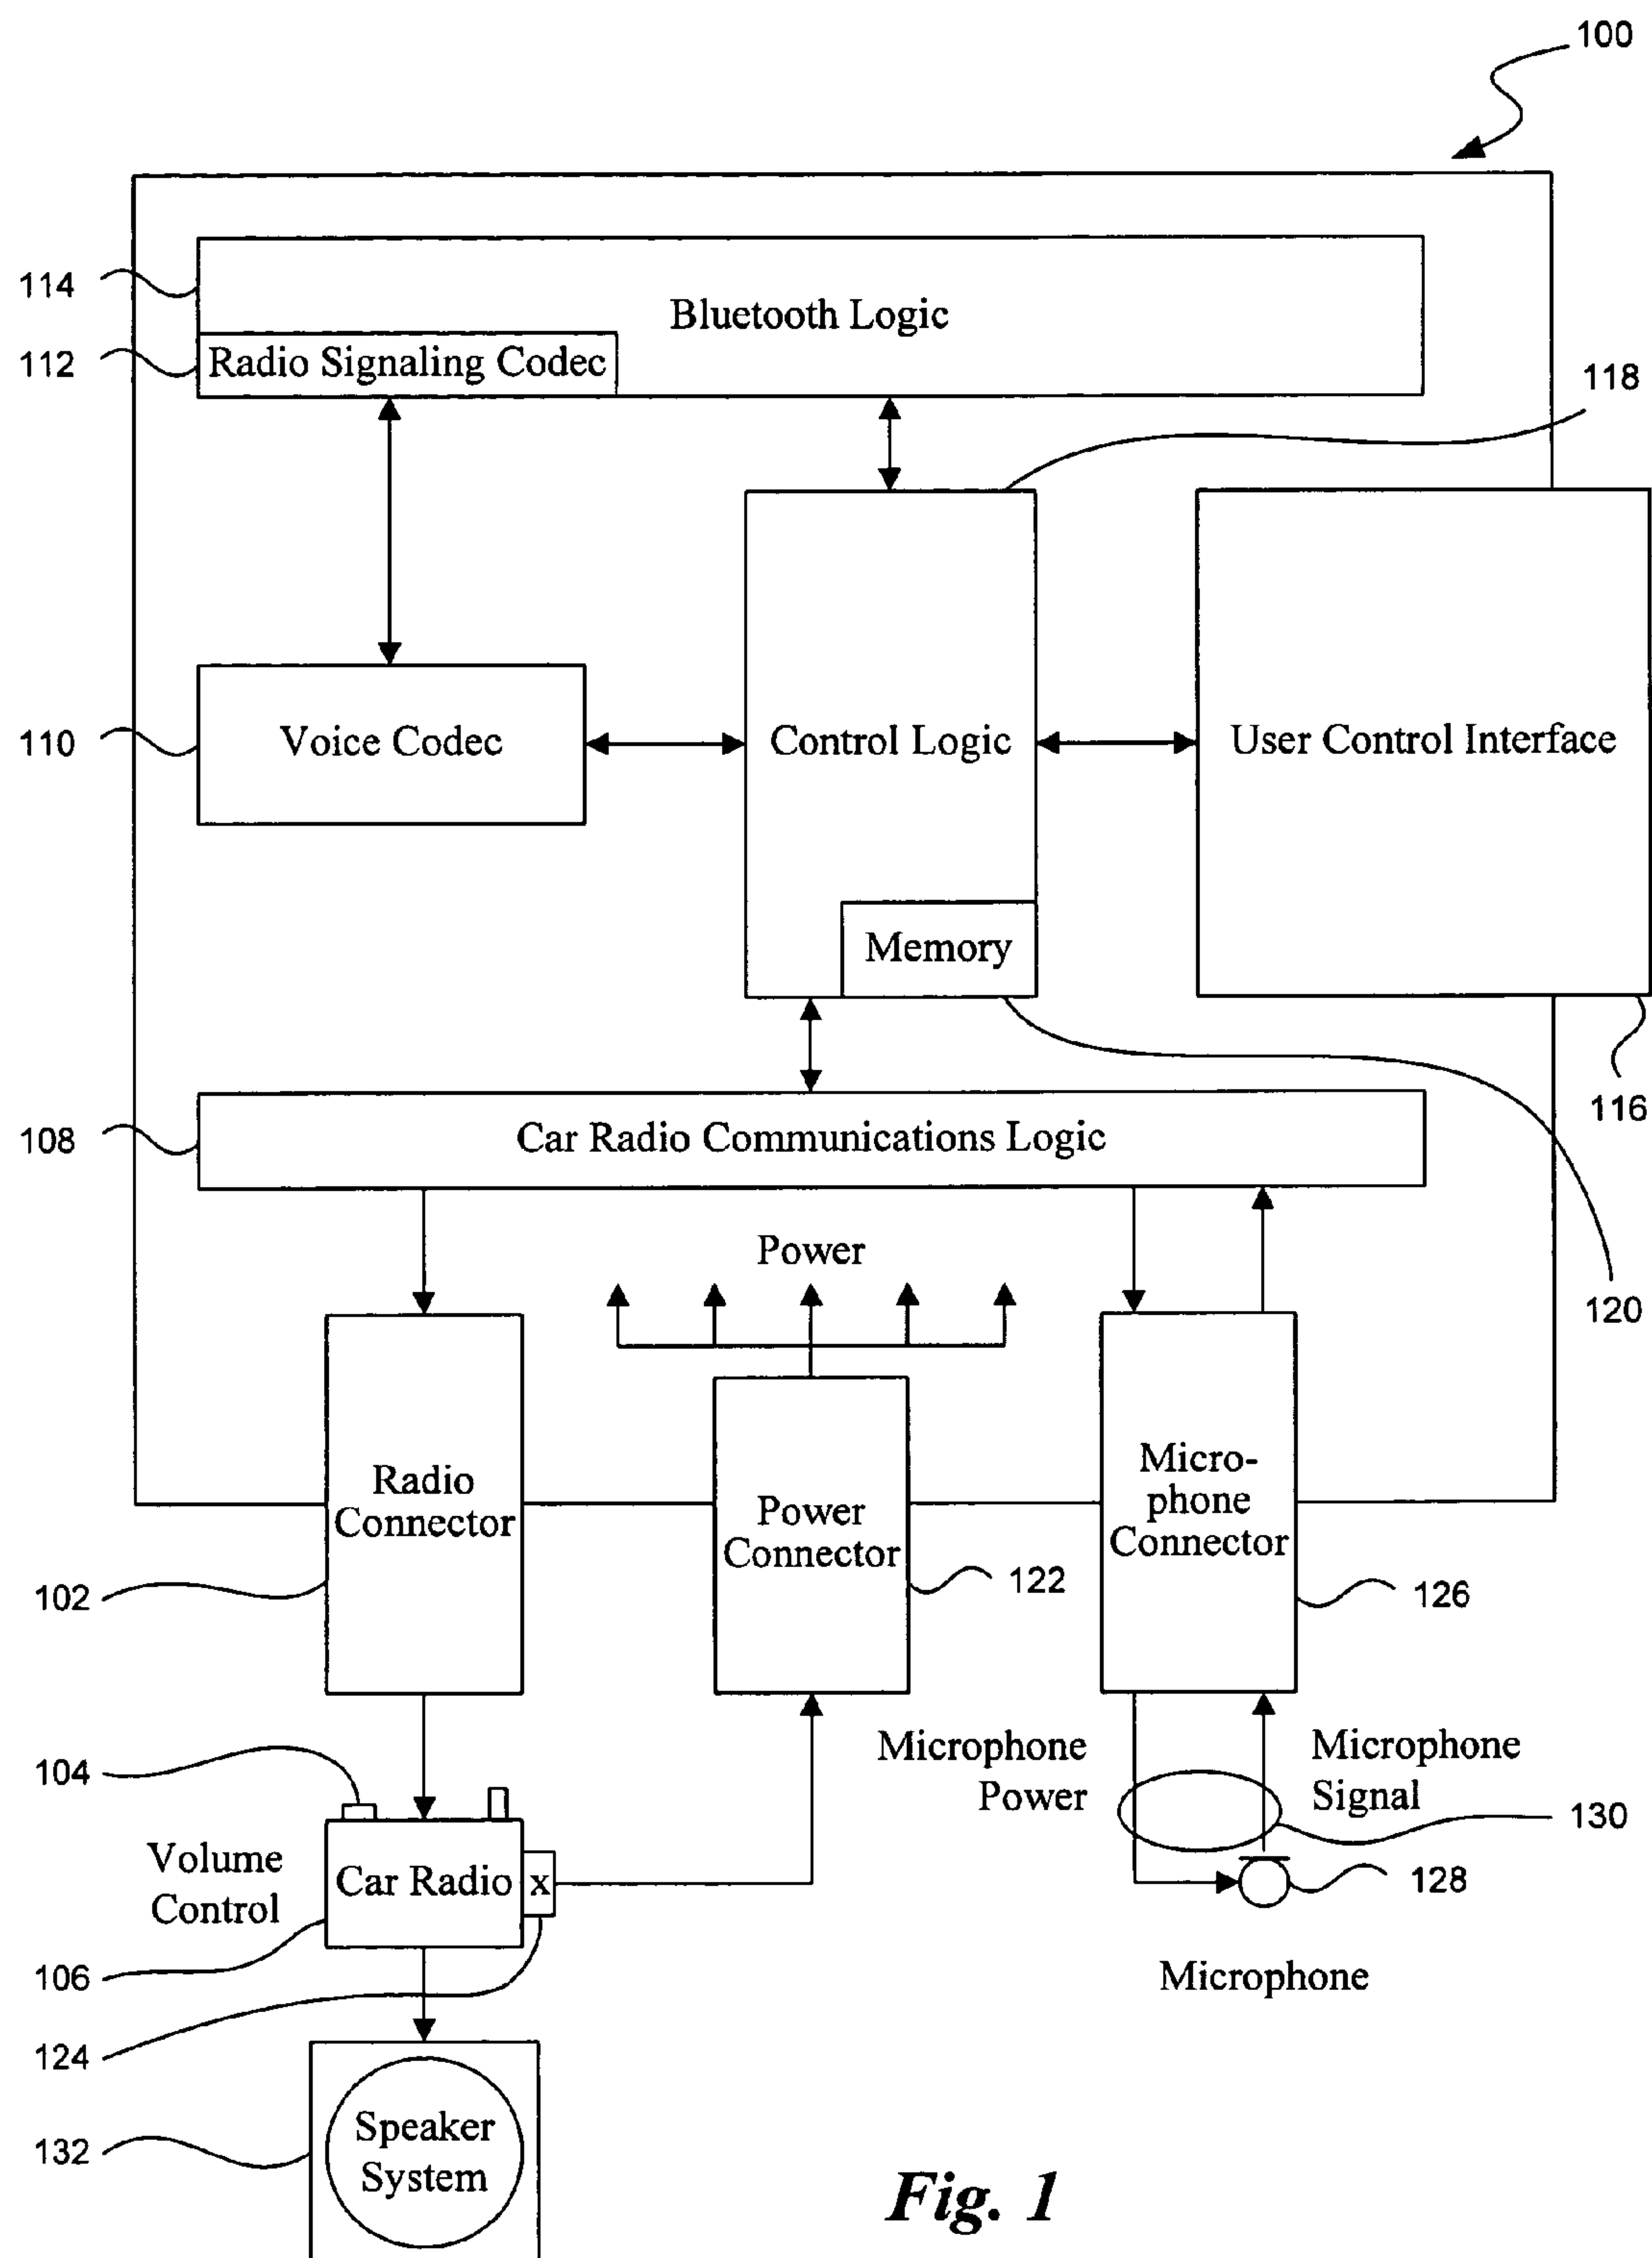 100
114
Bluetooth Logic
112
Radio Signaling Codec
118
110
Voice Codec
Control Logic
User Control Interface
Memory
116
108
Car Radio Communications Logic
Power
120
Radio
Connector
Power
Connector
Micro-
phone
Connector
102
122
126
104
Microphone
Power
Microphone
Signal
130
Volume
Control
Car Radio
x
128
106
Microphone
124
132
Speaker
System
Fig. 1